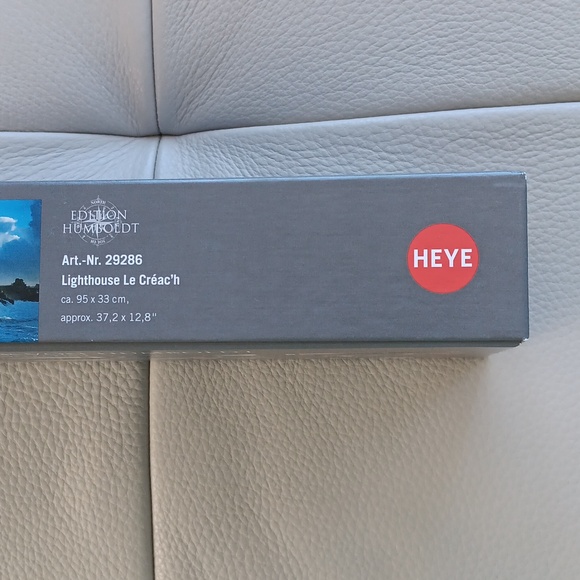 EDITION
HUMBOLDT
Art.-Nr. 29286
Lighthouse Le Créac'h
ca. 95 x 33 cm,
approx. 37,2 x 12,8"
HEYE